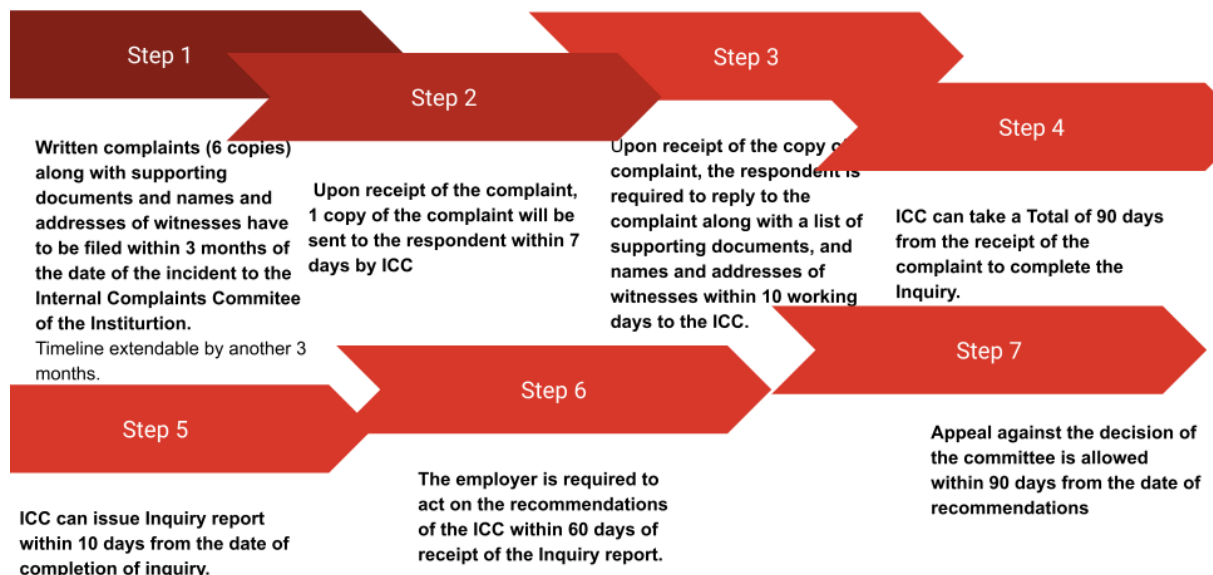 Step 1
Written complaints (6 copies)
along with supporting
documents and names and
addresses of witnesses have
to be filed within 3 months of
the date of the incident to the
Internal Complaints Commitee
of the Institurtion.
Timeline extendable by another 3
months.
Step 2
Upon receipt of the complaint,
1 copy of the complaint will be
sent to the respondent within 7
days by ICC
Step 3
Upon receipt of the copy of
complaint, the respondent is
required to reply to the
complaint along with a list of
supporting documents, and
names and addresses of
witnesses within 10 working
days to the ICC.
Step 4
ICC can take a Total of 90 days
from the receipt of the
complaint to complete the
Inquiry.
Step 5
ICC can issue Inquiry report
within 10 days from the date of
completion of inquiry.
Step 6
The employer is required to
act on the recommendations
of the ICC within 60 days of
receipt of the Inquiry report.
Step 7
Appeal against the decision of
the committee is allowed
within 90 days from the date of
recommendations